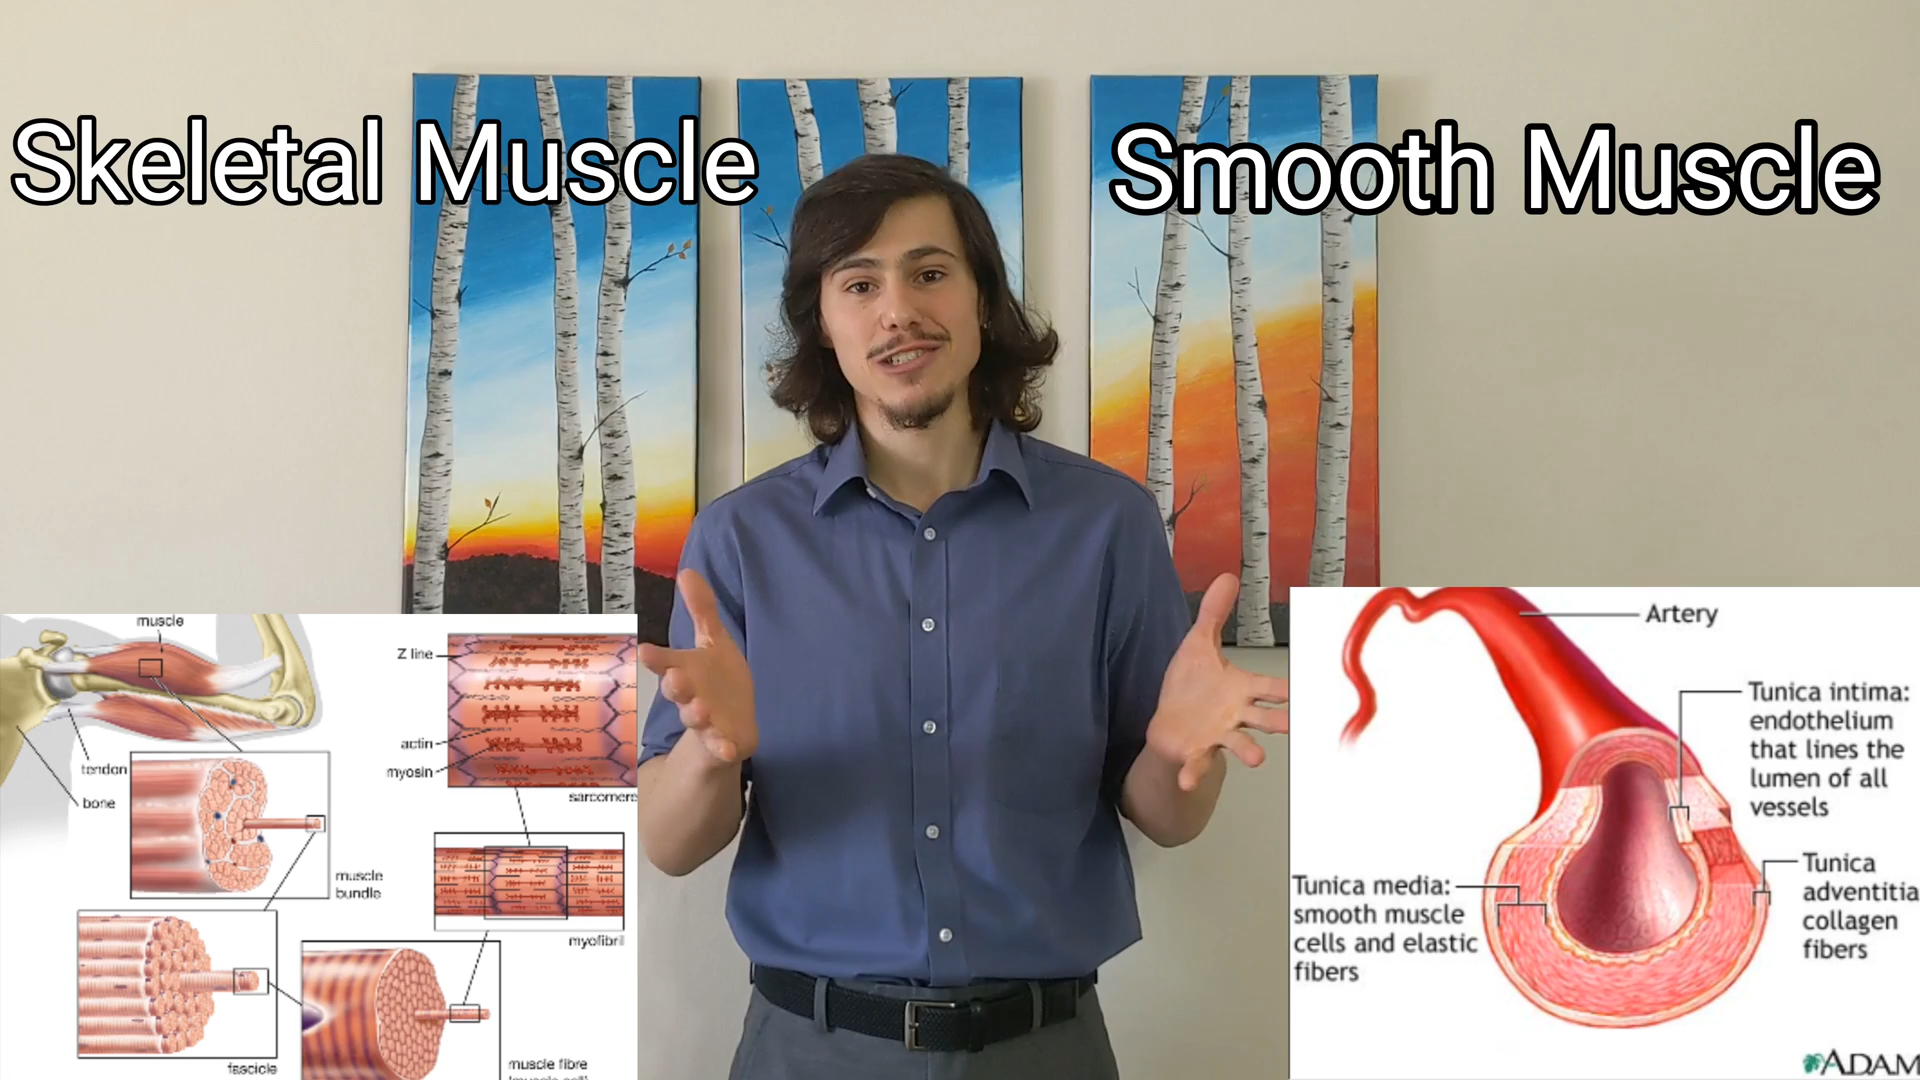 Skeletal Muscle
Smooth Muscle
muscle
Z line
actin
myosin
sarcomere
tendon
bone
muscle
bundle
myofibril
fascicle
muscle fibre
Artery
Tunica intima:
endothelium
that lines the
lumen of all
vessels
Tunica
adventitia
collagen
fibers
Tunica media:
smooth muscle
cells and elastic
fibers
ADAM